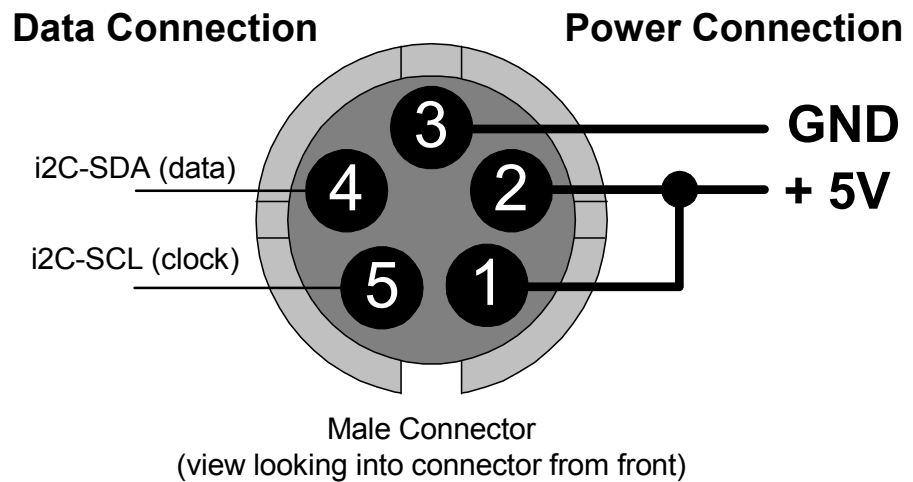 Data Connection
Power Connection
3
GND
i2C-SDA (data)
4
2
+ 5V
i2C-SCL (clock)
5
1
Male Connector
(view looking into connector from front)